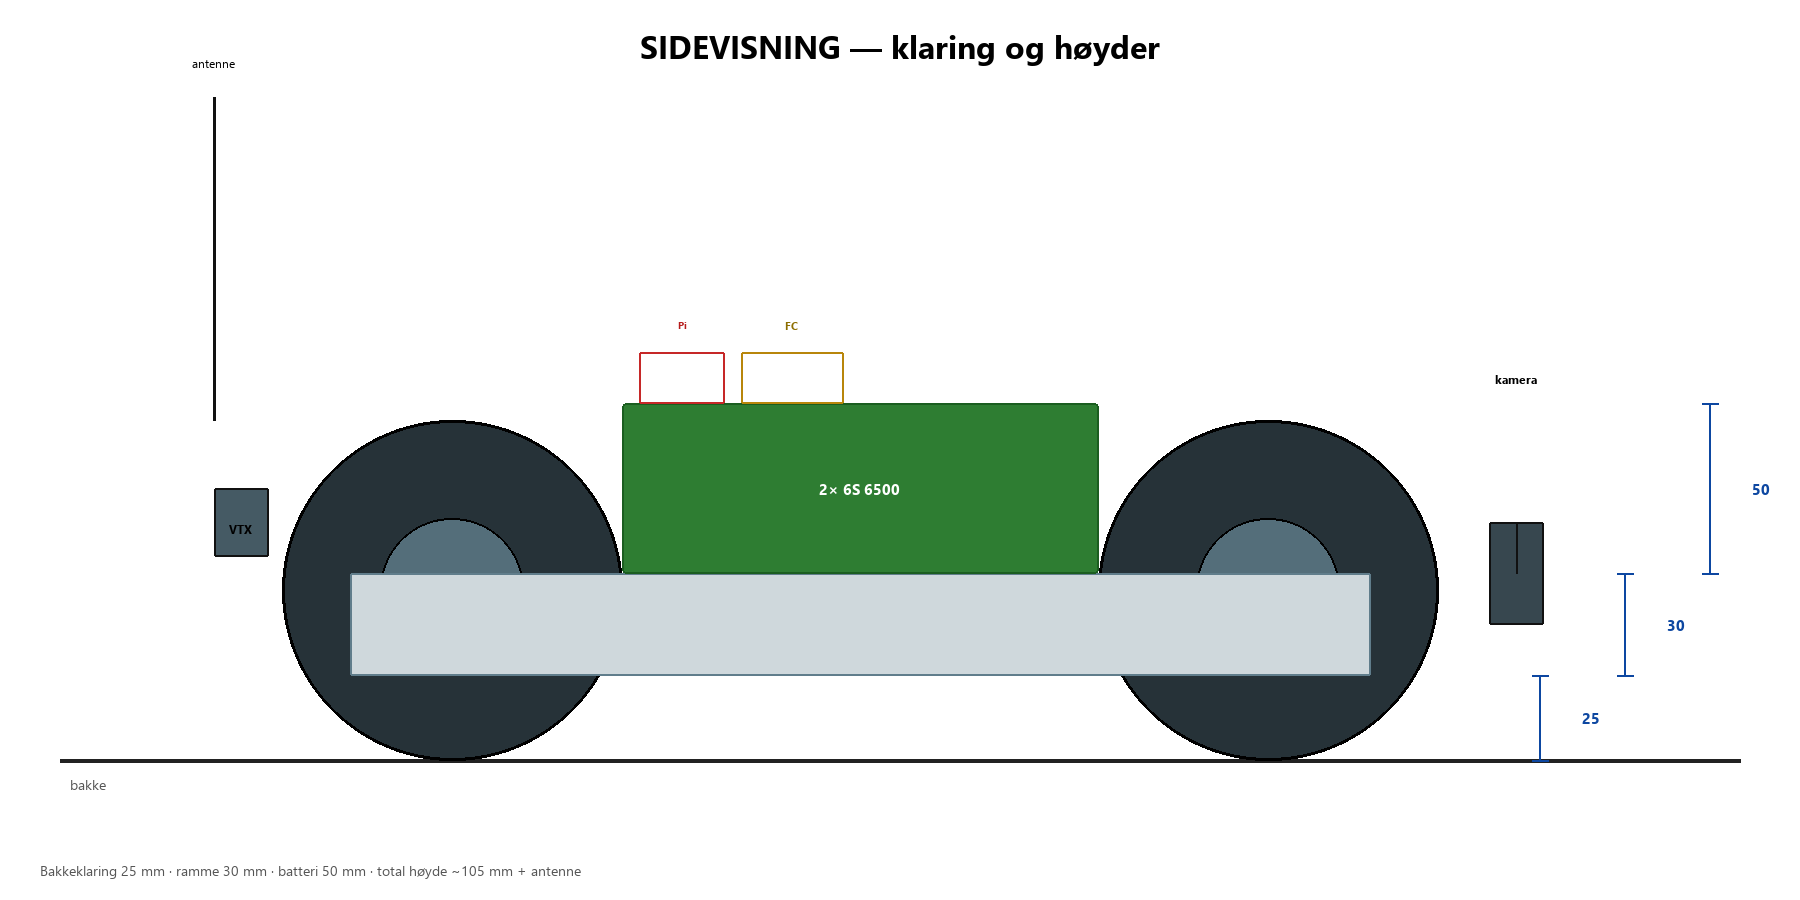 SIDEVISNING — klaring og høyder
antenne
Pi
FC
kamera
2× 6S 6500
50
VTX
30
25
bakke
Bakkeklaring 25 mm · ramme 30 mm · batteri 50 mm · total høyde ~105 mm + antenne